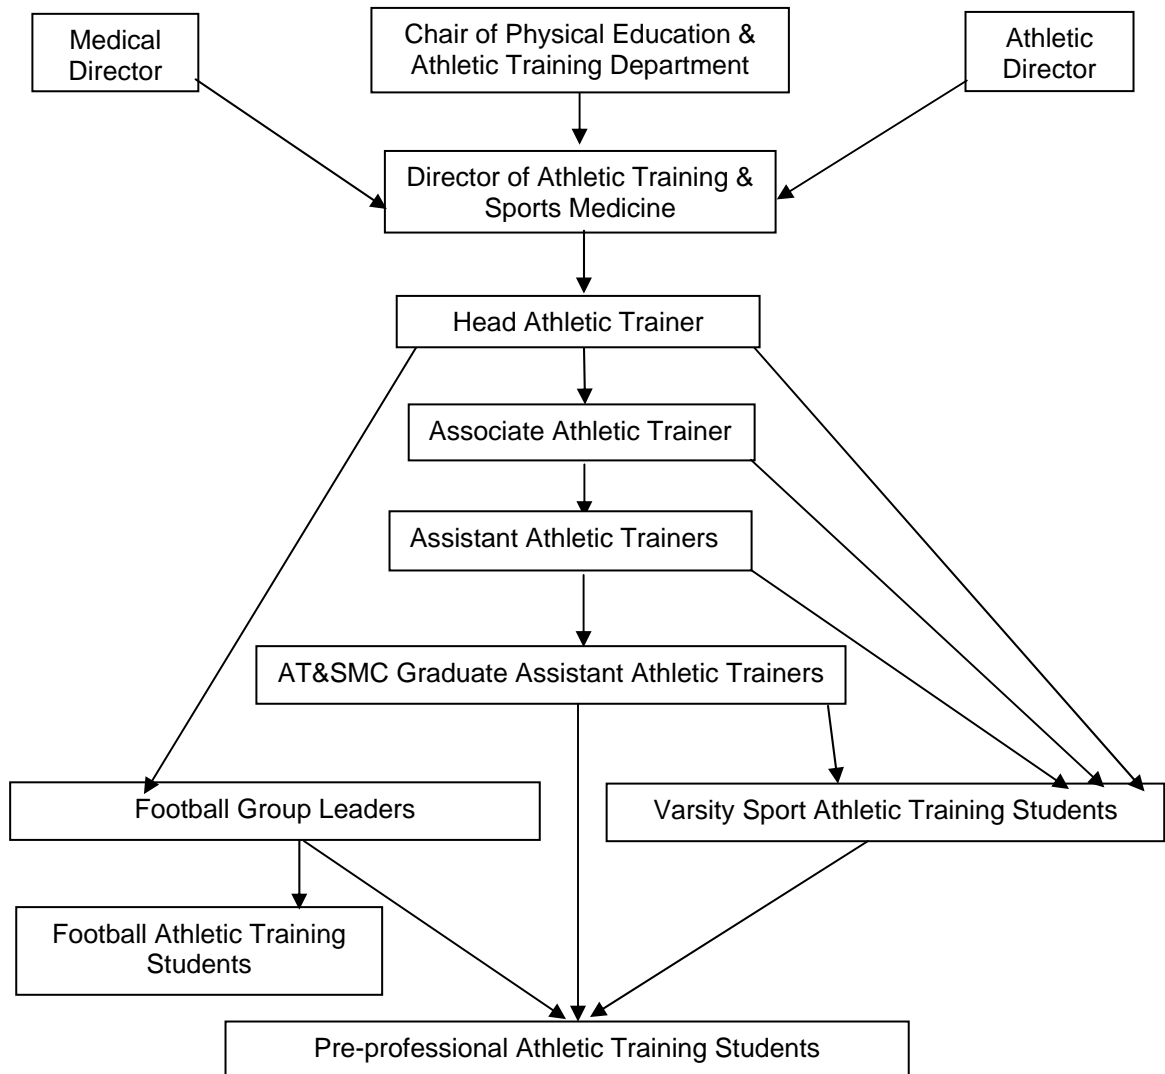 Medical
Director
Chair of Physical Education &
Athletic Training Department
Athletic
Director
Director of Athletic Training &
Sports Medicine
Head Athletic Trainer
Associate Athletic Trainer
Assistant Athletic Trainers
AT&SMC Graduate Assistant Athletic Trainers
Football Group Leaders
Varsity Sport Athletic Training Students
Football Athletic Training
Students
Pre-professional Athletic Training Students